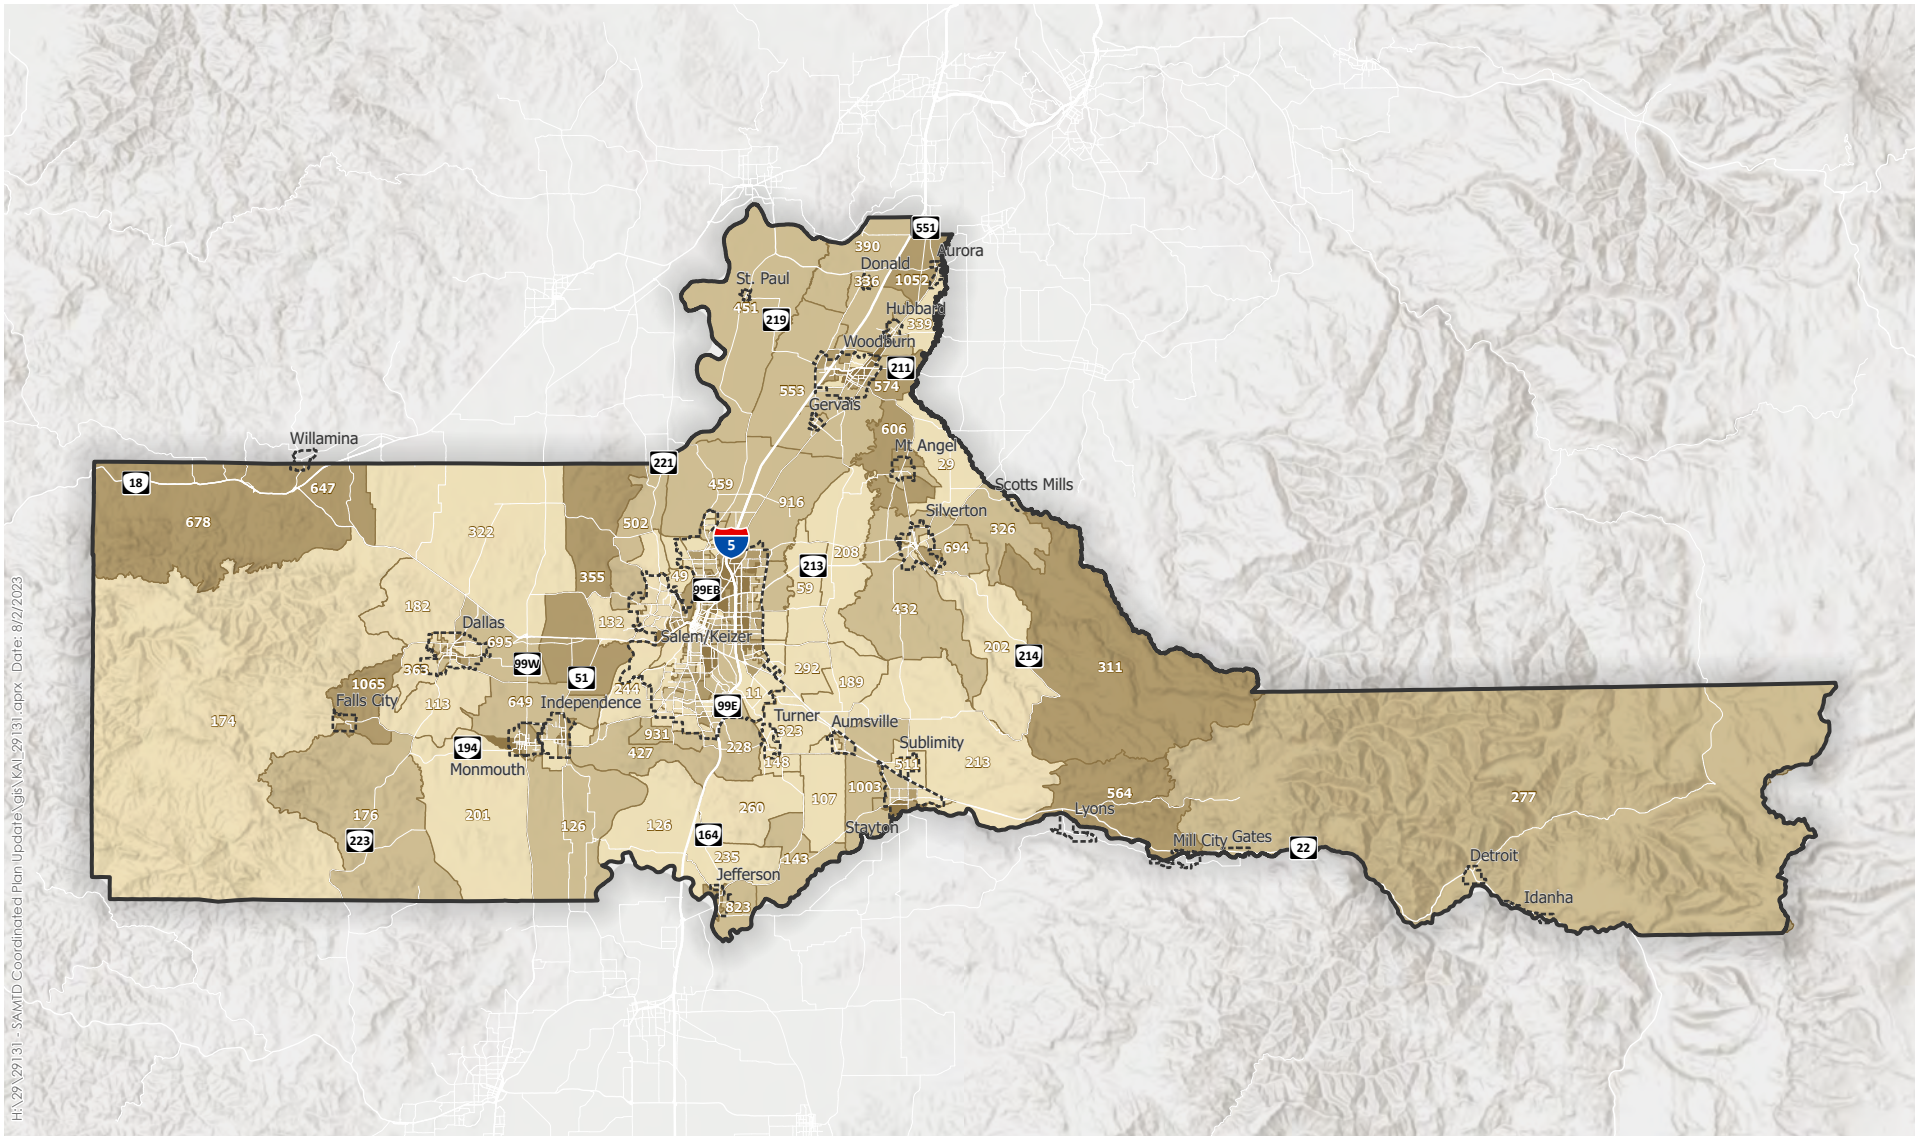 551
390
Aurora
Donald
336
1052
St. Paul
451
219
Hubbard
339
Woodburn
211
574
553
Gervais
606
Mt Angel
29
Willamina
221
18
647
678
459
916
Scotts Mills
Silverton
326
694
322
502
5
208
213
355
49
99EB
59
182
132
432
Dallas
695
Salem/Keizer
202
214
311
363
99W
51
292
189
1065
Falls City
113
649
Independence
244
11
99E
174
Turner
323
Aumsville
194
Monmouth
931
427
228
148
Sublimity
511
213
564
1003
107
277
260
Lyons
176
201
126
126
164
Stayton
Mill City
Gates
22
223
235
143
Jefferson
823
Detroit
Idanha
H:\29\29131 - SAMTD Coordinated Plan Update\gis\KAI_29131.aprx Date: 8/2/2023